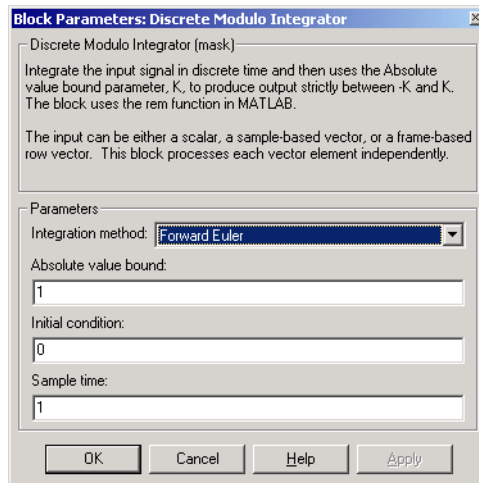 Block Parameters: Discrete Modulo Integrator
Discrete Modulo Integrator (mask)
Integrate the input signal in discrete time and then uses the Absolute
value bound parameter, K, to produce output strictly between -K and K.
The block uses the rem function in MATLAB.
The input can be either a scalar, a sample-based vector, or a frame-based
row vector. This block processes each vector element independently.
Parameters
Integration method: Forward Euler
Absolute value bound:
1
Initial condition:
0
Sample time:
1
OK Cancel Help Apply